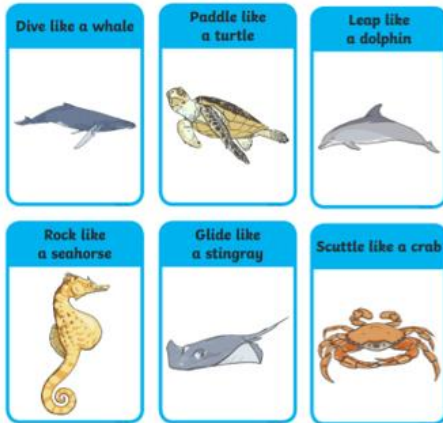 Dive like a whale
Paddle like
a turtle
Leap like
a dolphin
Rock like
a seahorse
Glide like
a stingray
Scuttle like a crab